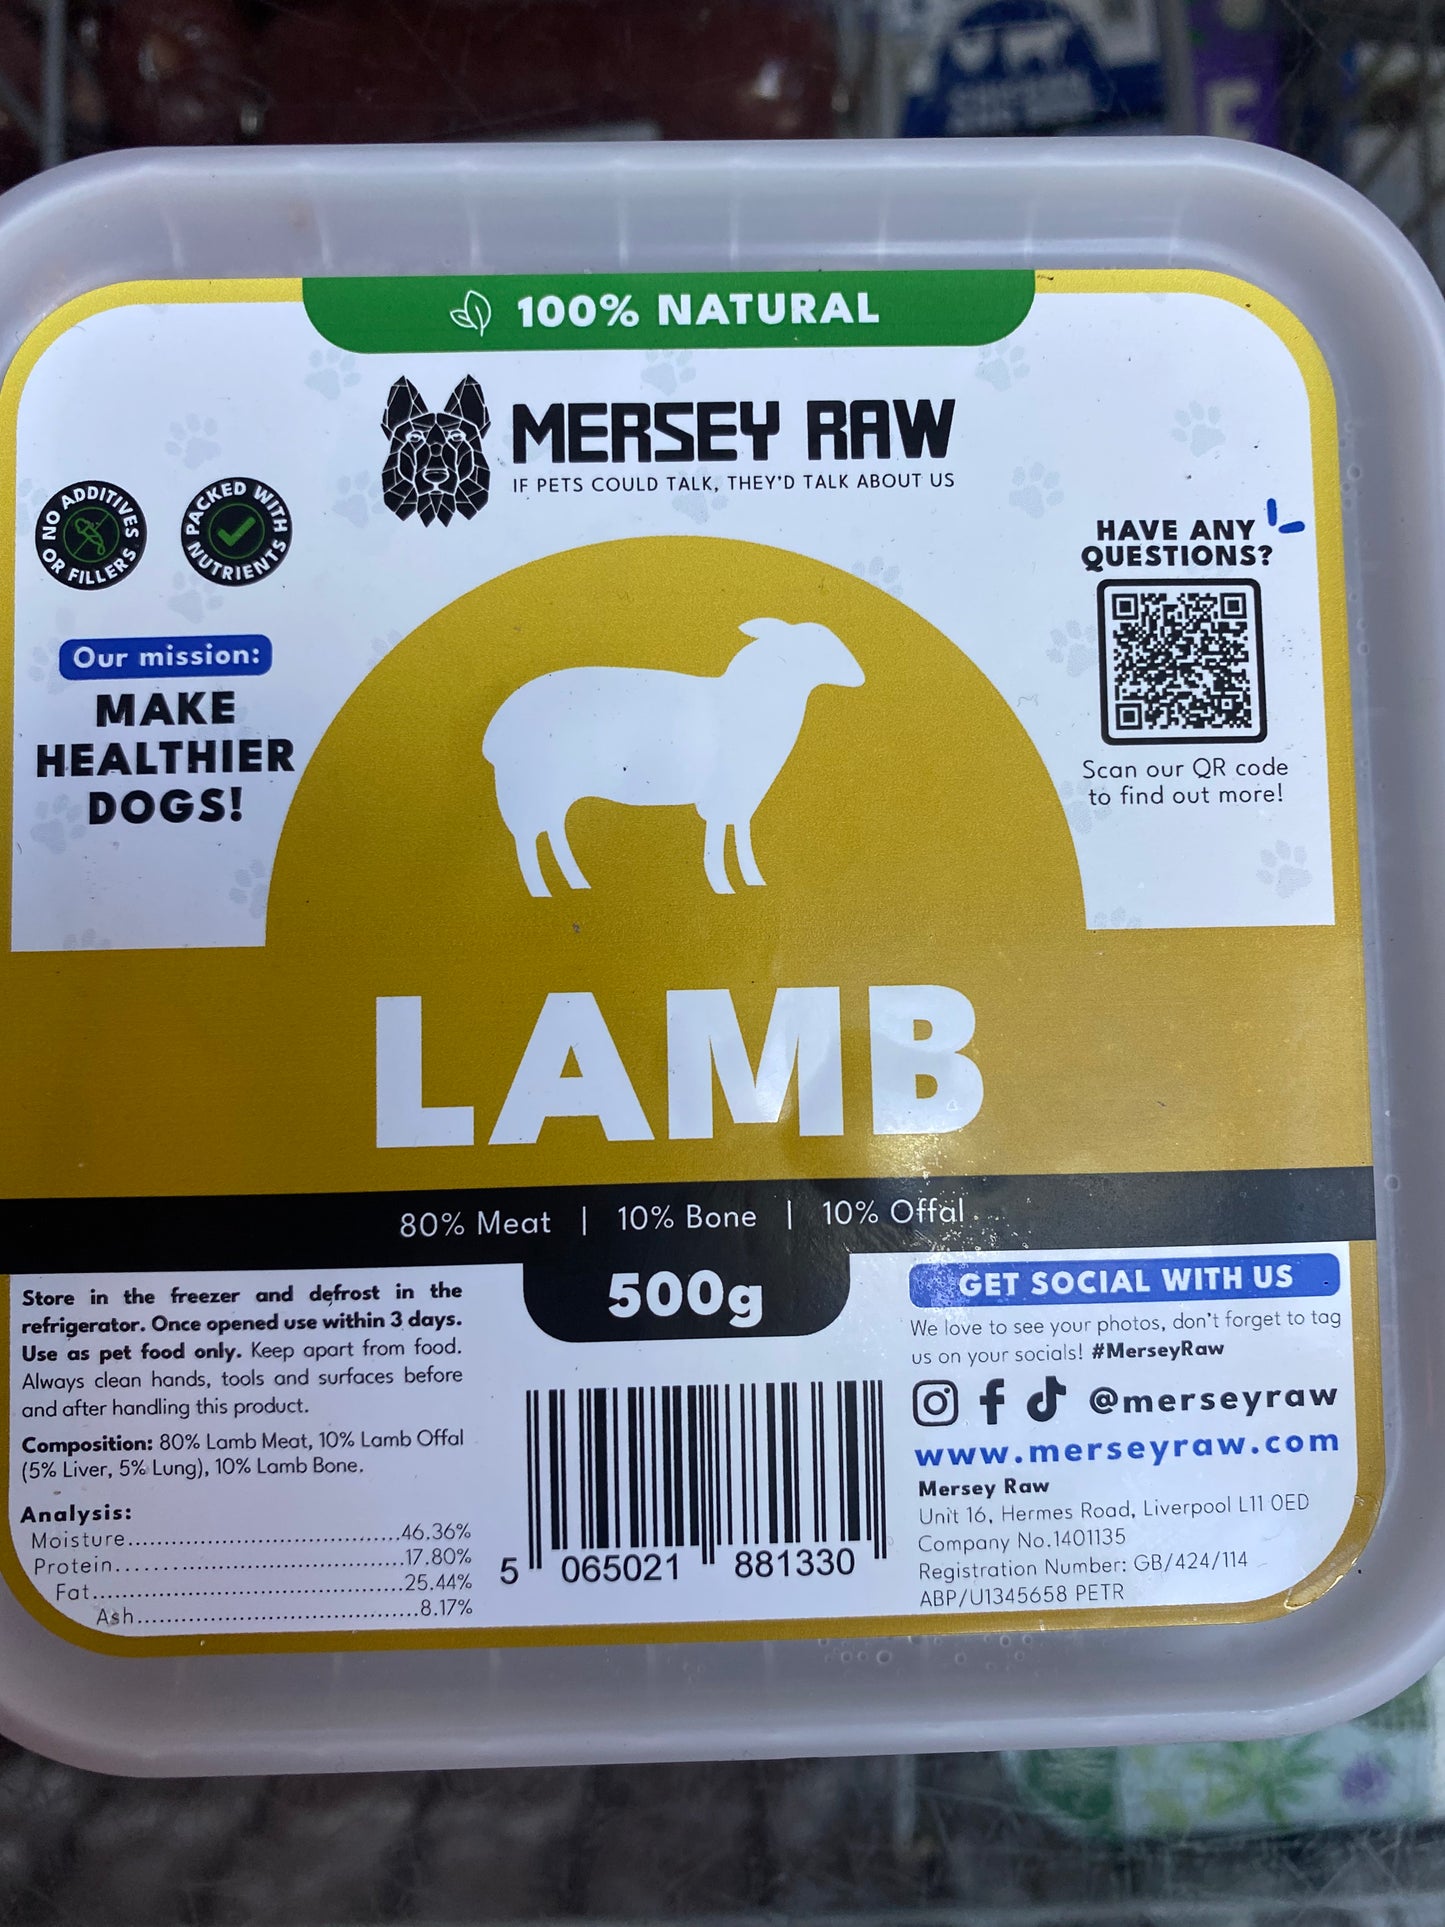 100% NATURAL
MERSEY RAW
IF PETS COULD TALK, THEY'D TALK ABOUT US
NO ADDITIVES OR FILLERS
PACKED WITH NUTRIENTS
Our mission:
MAKE
HEALTHIER
DOGS!
HAVE ANY
QUESTIONS?
Scan our QR code
to find out more!
LAMB
80% Meat | 10% Bone | 10% Offal
500g
Store in the freezer and defrost in the
refrigerator. Once opened use within 3 days.
Use as pet food only. Keep apart from food.
Always clean hands, tools and surfaces before
and after handling this product.
Composition: 80% Lamb Meat, 10% Lamb Offal
(5% Liver, 5% Lung), 10% Lamb Bone.
Analysis:
Moisture...............................46.36%
Protein.................................17.80%
Fat....................................25.44%
Ash................................8.17%
5 065021 881330
GET SOCIAL WITH US
We love to see your photos, don't forget to tag
us on your socials! #MerseyRaw
@merseyraw
www.merseyraw.com
Mersey Raw
Unit 16, Hermes Road, Liverpool L11 0ED
Company No.1401135
Registration Number: GB/424/114
ABP/U1345658 PETR